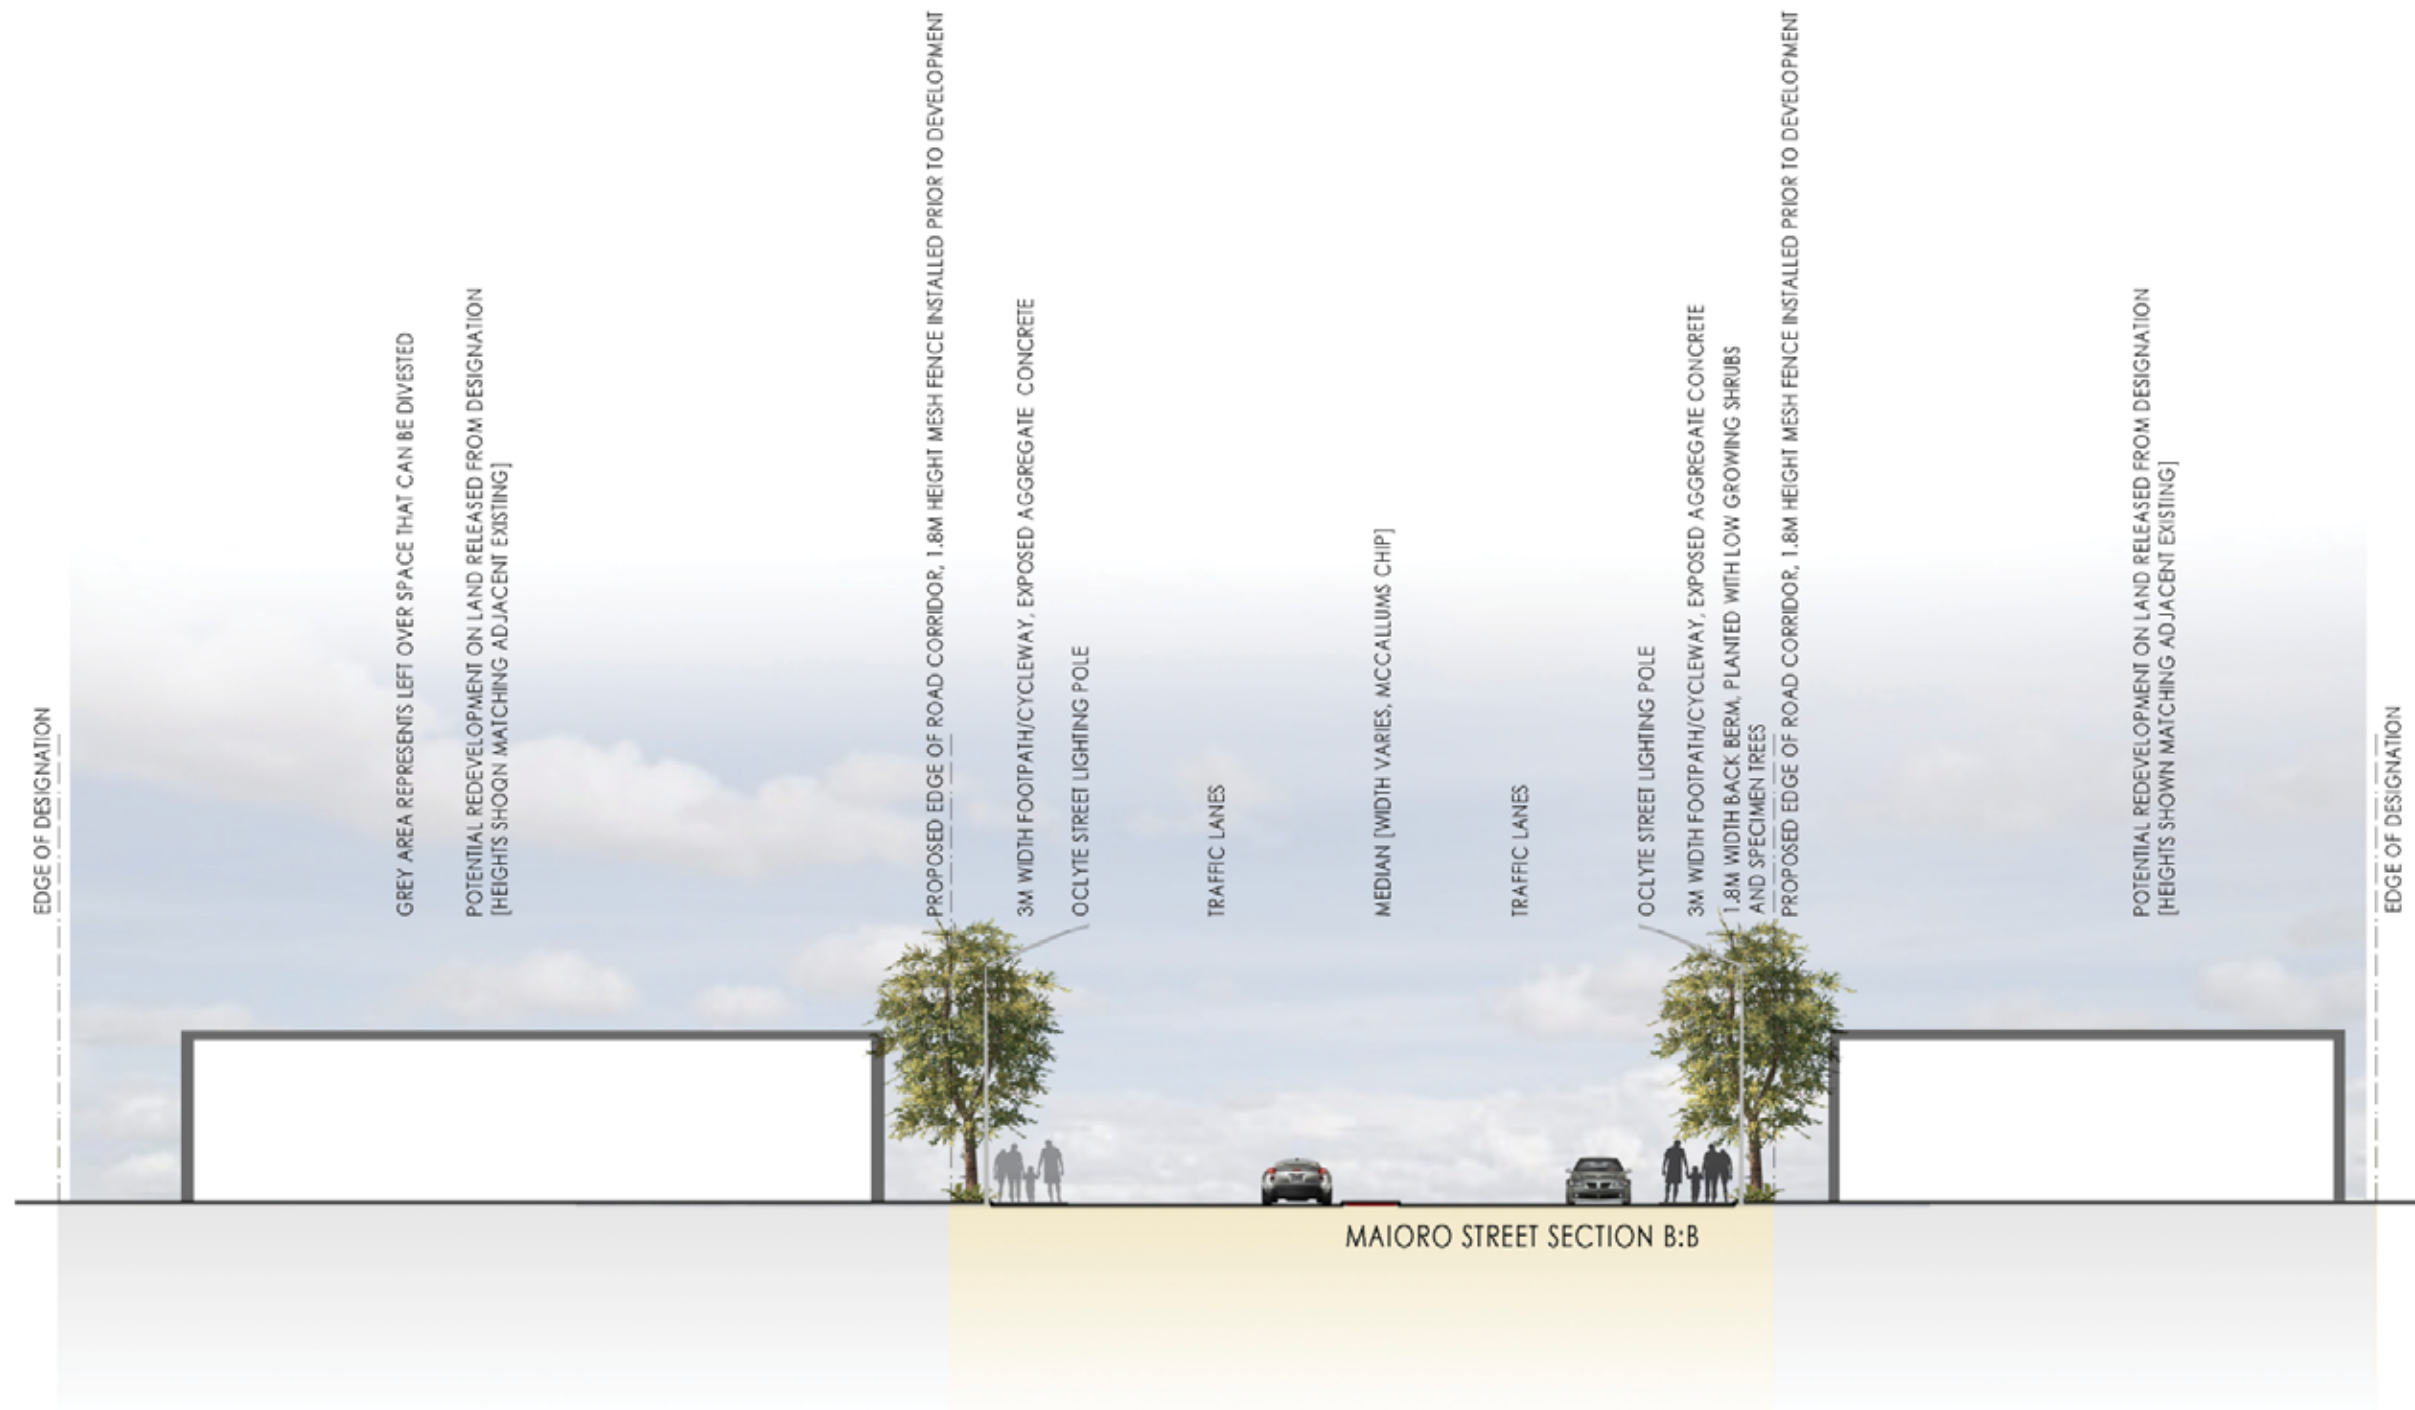 EDGE OF DESIGNATION
GREY AREA REPRESENTS LEFT OVER SPACE THAT CAN BE DIVESTED
POTENTIAL REDEVELOPMENT ON LAND RELEASED FROM DESIGNATION
[HEIGHTS SHOQN MATCHING ADJACENT EXISTING]
PROPOSED EDGE OF ROAD CORRIDOR, 1.8M HEIGHT MESH FENCE INSTALLED PRIOR TO DEVELOPMENT
3M WIDTH FOOTPATH/CYCLEWAY, EXPOSED AGGREGATE CONCRETE
OCLYTE STREET LIGHTING POLE
TRAFFIC LANES
MEDIAN [WIDTH VARIES, MCCALLUMS CHIP]
TRAFFIC LANES
OCLYTE STREET LIGHTING POLE
3M WIDTH FOOTPATH/CYCLEWAY, EXPOSED AGGREGATE CONCRETE
1.8M WIDTH BACK BERM, PLANTED WITH LOW GROWING SHRUBS
AND SPECIMEN TREES
PROPOSED EDGE OF ROAD CORRIDOR, 1.8M HEIGHT MESH FENCE INSTALLED PRIOR TO DEVELOPMENT
POTENTIAL REDEVELOPMENT ON LAND RELEASED FROM DESIGNATION
[HEIGHTS SHOWN MATCHING ADJACENT EXISTING]
EDGE OF DESIGNATION
MAIORO STREET SECTION B:B